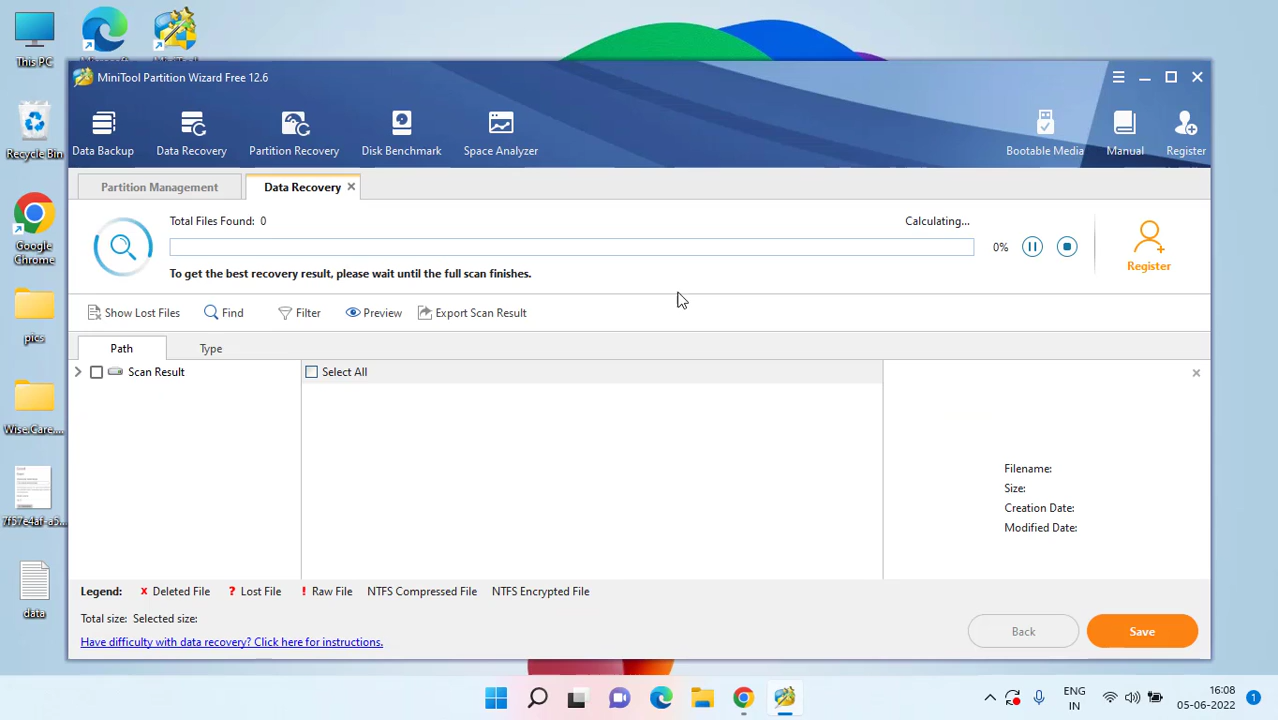 This PC
Recycle Bin
Google
Chrome
pics
Wise.Care....
7f57e4af-a5...
data
MiniTool Partition Wizard Free 12.6
Data Backup
Data Recovery
Partition Recovery
Disk Benchmark
Space Analyzer
Bootable Media
Manual
Register
Partition Management
Data Recovery
Total Files Found: 0
Calculating...
0%
To get the best recovery result, please wait until the full scan finishes.
Register
Show Lost Files
Find
Filter
Preview
Export Scan Result
Path
Type
Scan Result
Select All
Filename:
Size:
Creation Date:
Modified Date:
Legend: x Deleted File ? Lost File ! Raw File NTFS Compressed File NTFS Encrypted File
Total size: Selected size:
Have difficulty with data recovery? Click here for instructions.
Back
Save
ENG
IN
16:08
05-06-2022
1